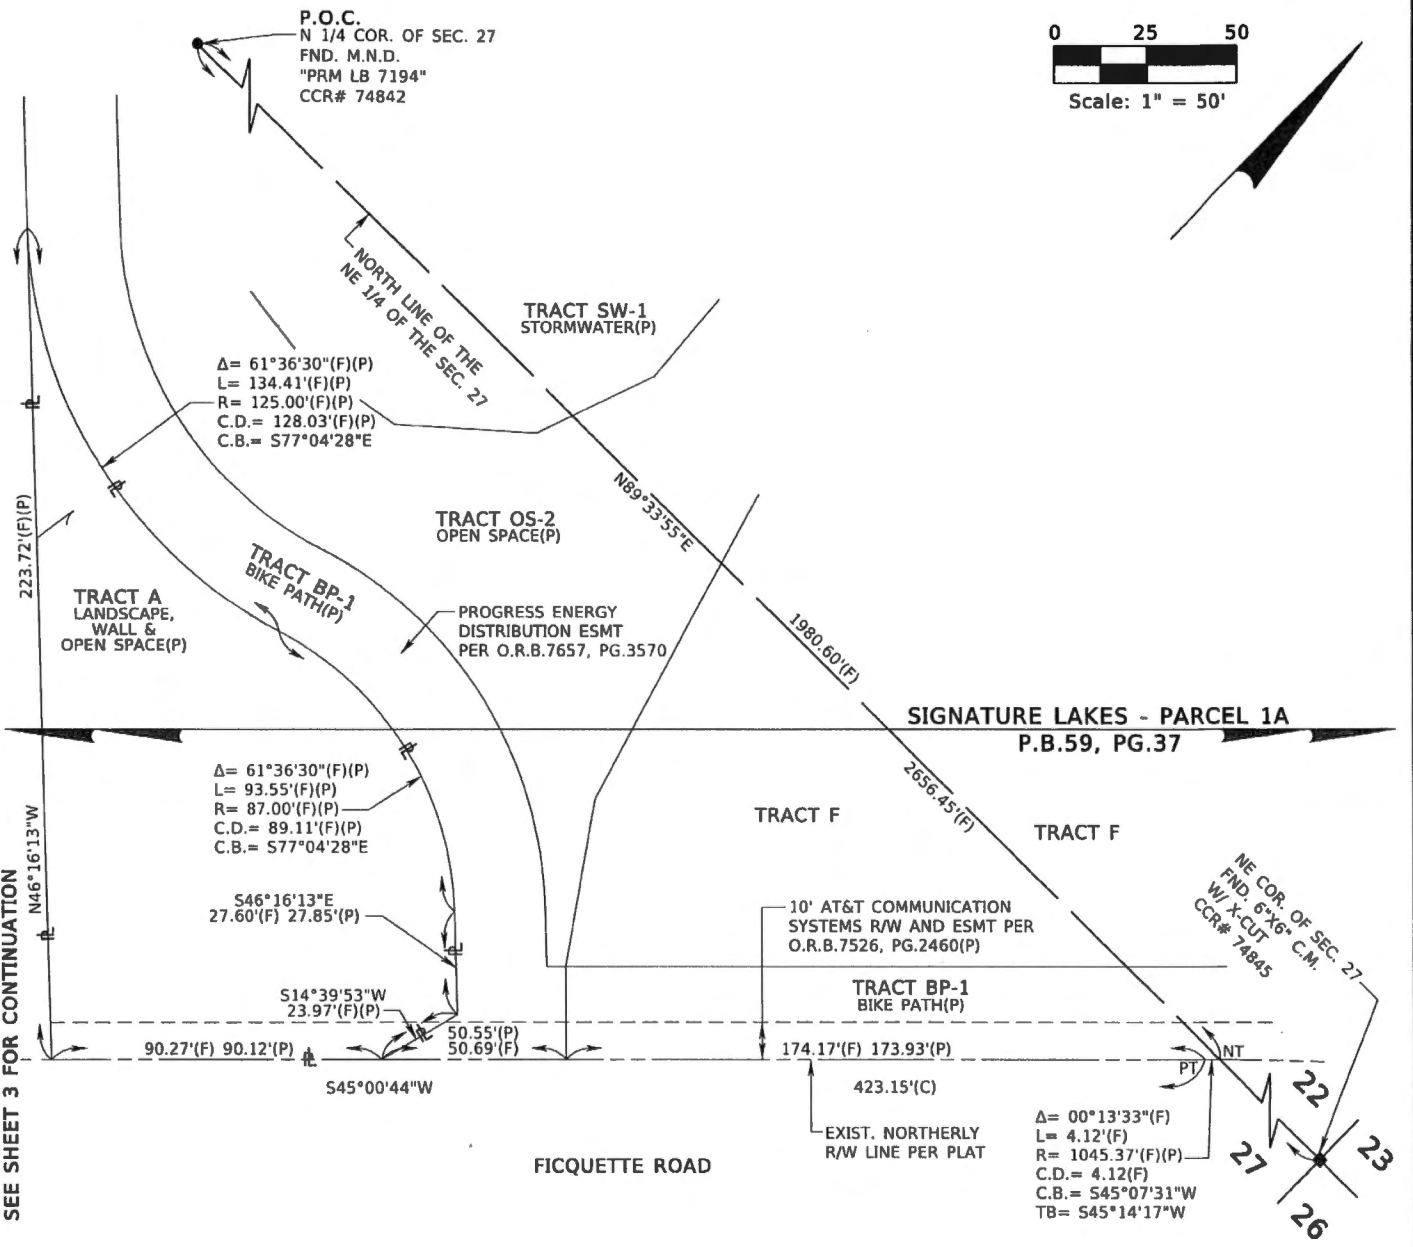 P.O.C.
N 1/4 COR. OF SEC. 27
FND. M.N.D.
"PRM LB 7194"
CCR# 74842
0 25 50
Scale: 1" = 50'
NORTH LINE OF THE
NE 1/4 OF THE SEC. 27
TRACT SW-1
STORMWATER(P)
Δ= 61°36'30"(F)(P)
L= 134.41'(F)(P)
R= 125.00'(F)(P)
C.D.= 128.03'(F)(P)
C.B.= S77°04'28"E
N89°33'55"E
223.72'(F)(P)
TRACT OS-2
OPEN SPACE(P)
TRACT BP-1
BIKE PATH(P)
TRACT A
LANDSCAPE,
WALL &
OPEN SPACE(P)
PROGRESS ENERGY
DISTRIBUTION ESMT
PER O.R.B.7657, PG.3570
1980.60'(F)
SIGNATURE LAKES - PARCEL 1A
P.B.59, PG.37
Δ= 61°36'30"(F)(P)
L= 93.55'(F)(P)
R= 87.00'(F)(P)
C.D.= 89.11'(F)(P)
C.B.= S77°04'28"E
2656.45'(F)
TRACT F
TRACT F
N46°16'13"W
SEE SHEET 3 FOR CONTINUATION
S46°16'13"E
27.60'(F) 27.85'(P)
10' AT&T COMMUNICATION
SYSTEMS R/W AND ESMT PER
O.R.B.7526, PG.2460(P)
NE COR. OF SEC. 27
FND. 6"X6" C.M.
W/ X-CUT
CCR# 74845
TRACT BP-1
BIKE PATH(P)
S14°39'53"W
23.97'(F)(P)
50.55'(P)
50.69'(F)
90.27'(F) 90.12'(P)
174.17'(F) 173.93'(P)
NT
PT
S45°00'44"W
423.15'(C)
EXIST. NORTHERLY
R/W LINE PER PLAT
FICQUETTE ROAD
Δ= 00°13'33"(F)
L= 4.12'(F)
R= 1045.37'(F)(P)
C.D.= 4.12(F)
C.B.= S45°07'31"W
TB= S45°14'17"W
22
23
27
26